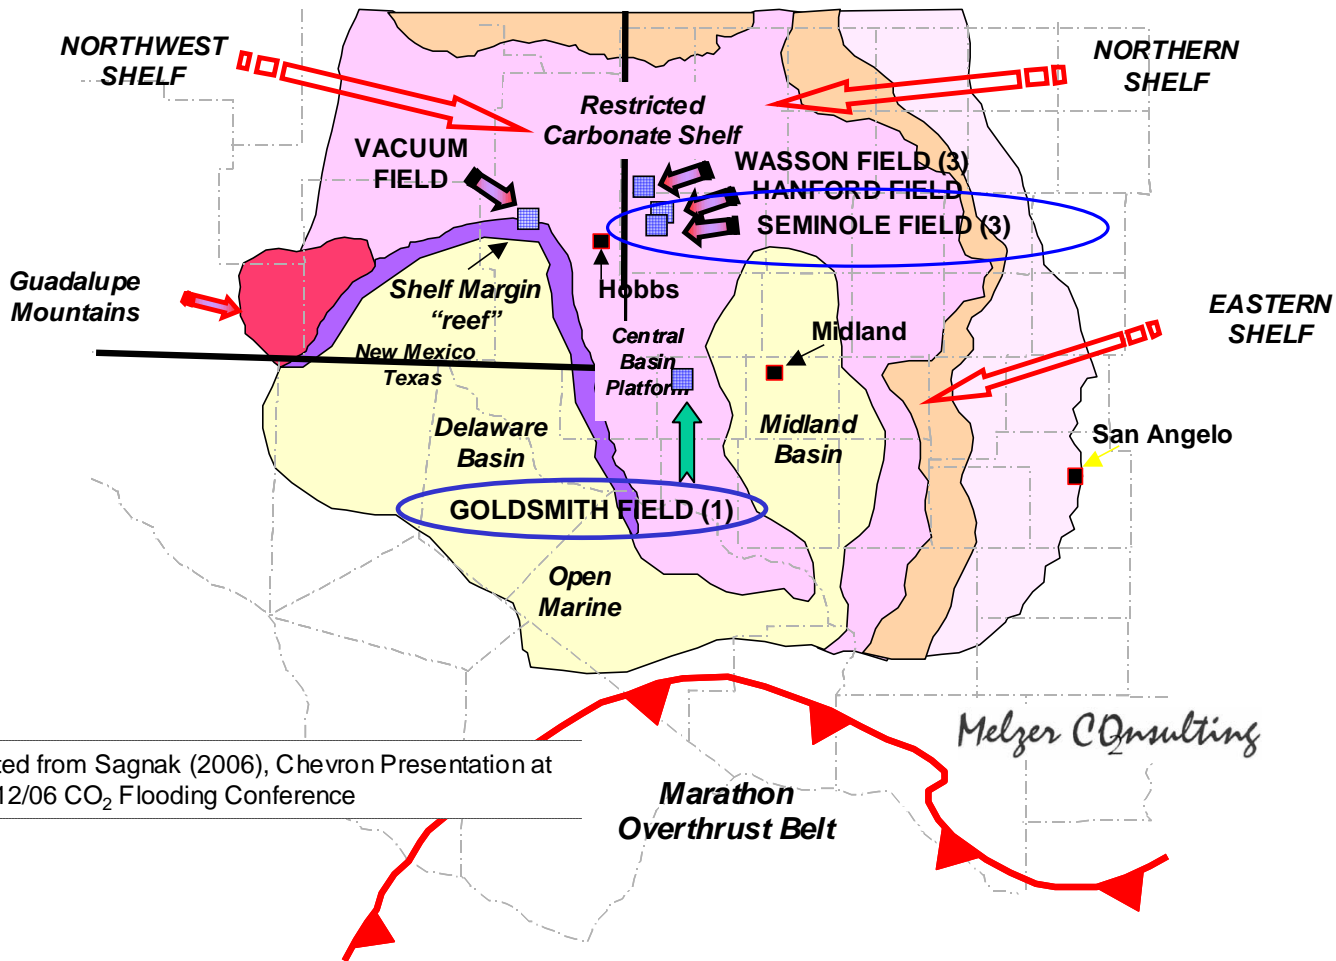 NORTHWEST
SHELF
NORTHERN
SHELF
Restricted
Carbonate Shelf
VACUUM
FIELD
WASSON FIELD (3)
HANFORD FIELD
SEMINOLE FIELD (3)
Guadalupe
Mountains
Shelf Margin
“reef”
Hobbs
EASTERN
SHELF
Central
Basin
Platform
Midland
New Mexico
Texas
Delaware
Basin
Midland
Basin
San Angelo
GOLDSMITH FIELD (1)
Open
Marine
Melzer CO2nsulting
ted from Sagnak (2006), Chevron Presentation at
12/06 CO₂ Flooding Conference
Marathon
Overthrust Belt